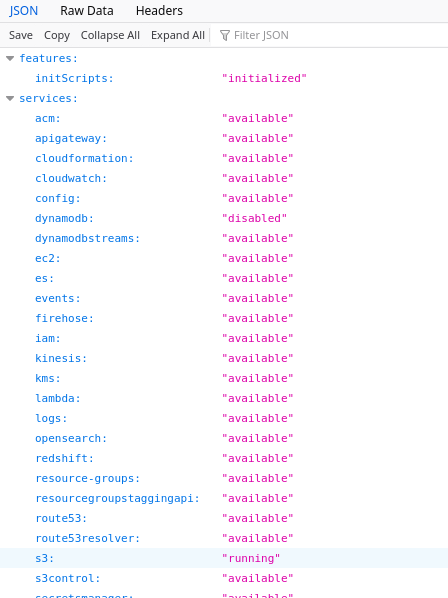 JSON Raw Data Headers
Save Copy Collapse All Expand All Filter JSON
features:
initScripts: "initialized"
services:
acm: "available"
apigateway: "available"
cloudformation: "available"
cloudwatch: "available"
config: "available"
dynamodb: "disabled"
dynamodbstreams: "available"
ec2: "available"
es: "available"
events: "available"
firehose: "available"
iam: "available"
kinesis: "available"
kms: "available"
lambda: "available"
logs: "available"
opensearch: "available"
redshift: "available"
resource-groups: "available"
resourcegroupstaggingapi: "available"
route53: "available"
route53resolver: "available"
s3: "running"
s3control: "available"
secretsmanager: "available"